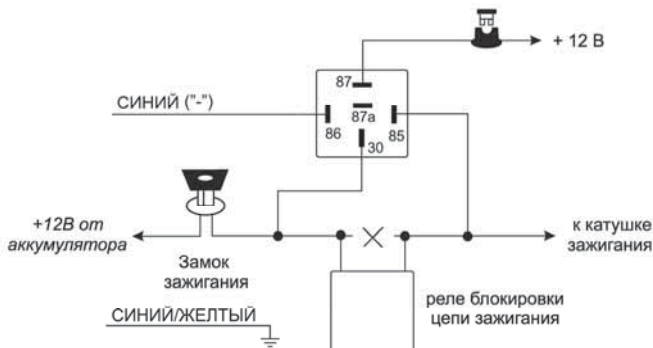 + 12 В
87
СИНИЙ ("-")
87a
86
85
30
+12В от
аккумулятора
Замок
зажигания
к катушке
зажигания
реле блокировки
цепи зажигания
СИНИЙ/ЖЕЛТЫЙ